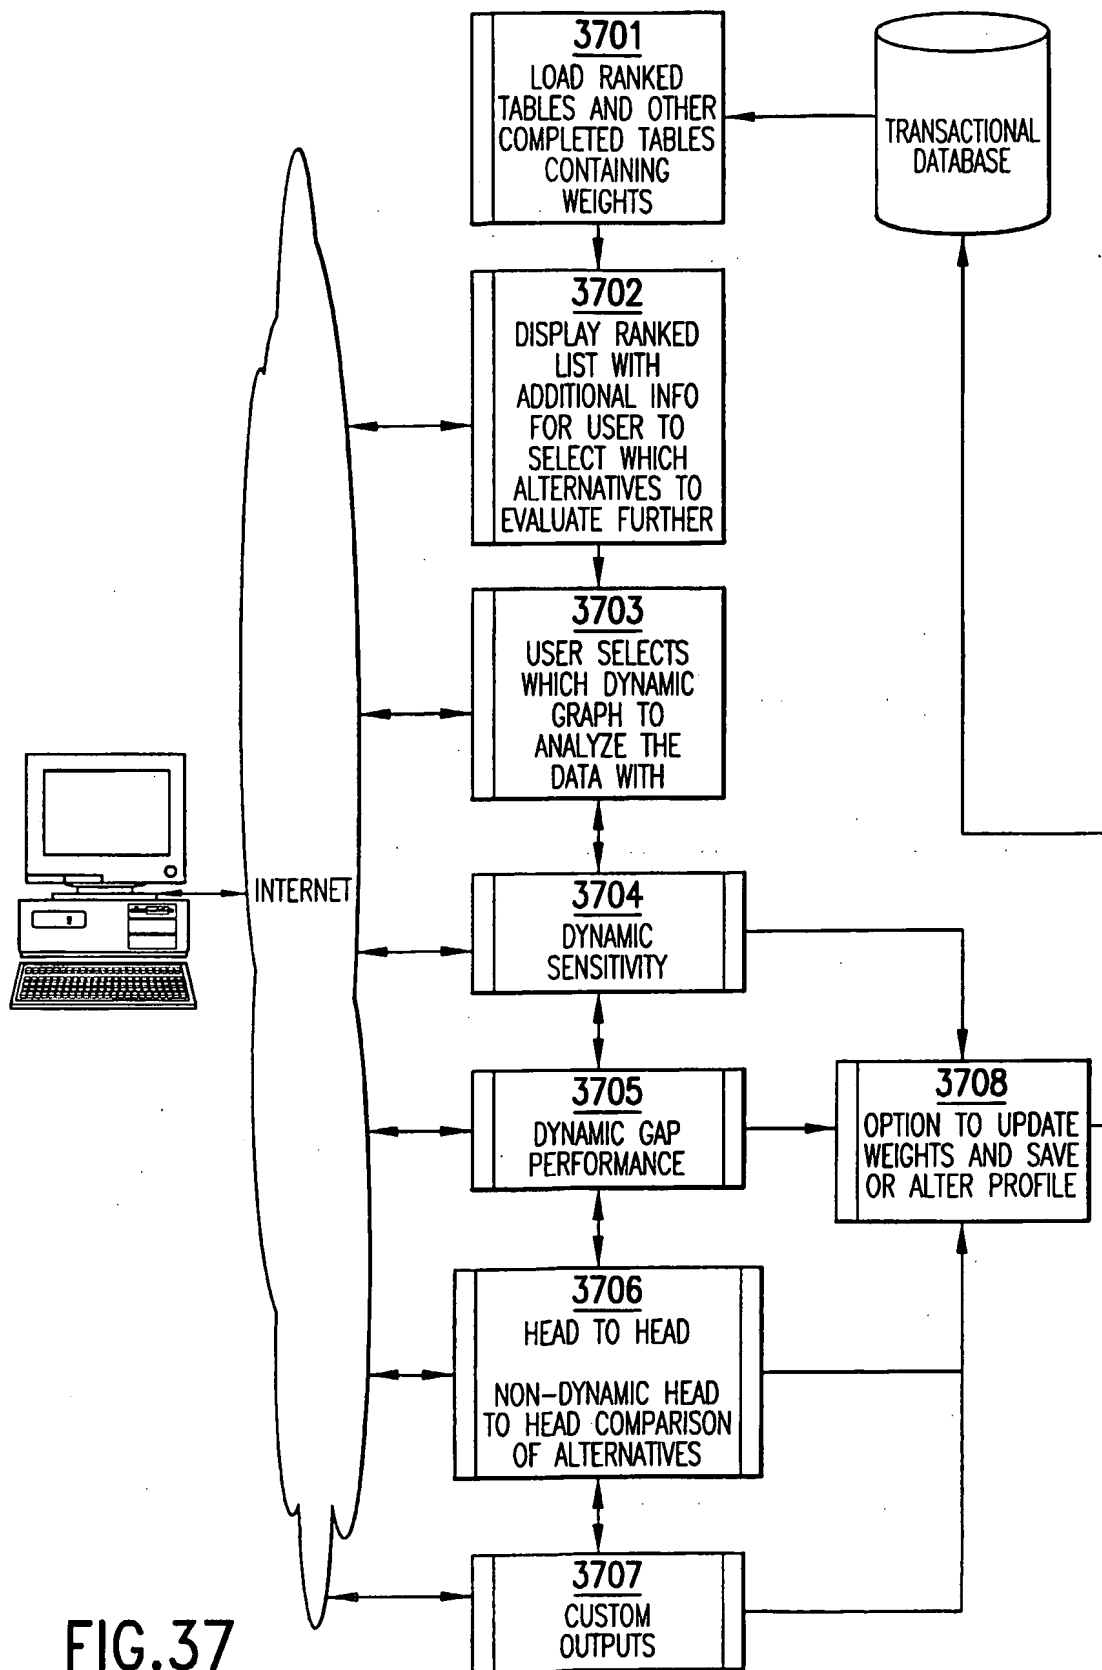 3701
LOAD RANKED
TABLES AND OTHER
COMPLETED TABLES
CONTAINING
WEIGHTS
TRANSACTIONAL
DATABASE
3702
DISPLAY RANKED
LIST WITH
ADDITIONAL INFO
FOR USER TO
SELECT WHICH
ALTERNATIVES TO
EVALUATE FURTHER
3703
USER SELECTS
WHICH DYNAMIC
GRAPH TO
ANALYZE THE
DATA WITH
INTERNET
3704
DYNAMIC
SENSITIVITY
3705
DYNAMIC GAP
PERFORMANCE
3708
OPTION TO UPDATE
WEIGHTS AND SAVE
OR ALTER PROFILE
3706
HEAD TO HEAD
NON-DYNAMIC HEAD
TO HEAD COMPARISON
OF ALTERNATIVES
3707
CUSTOM
OUTPUTS
FIG.37